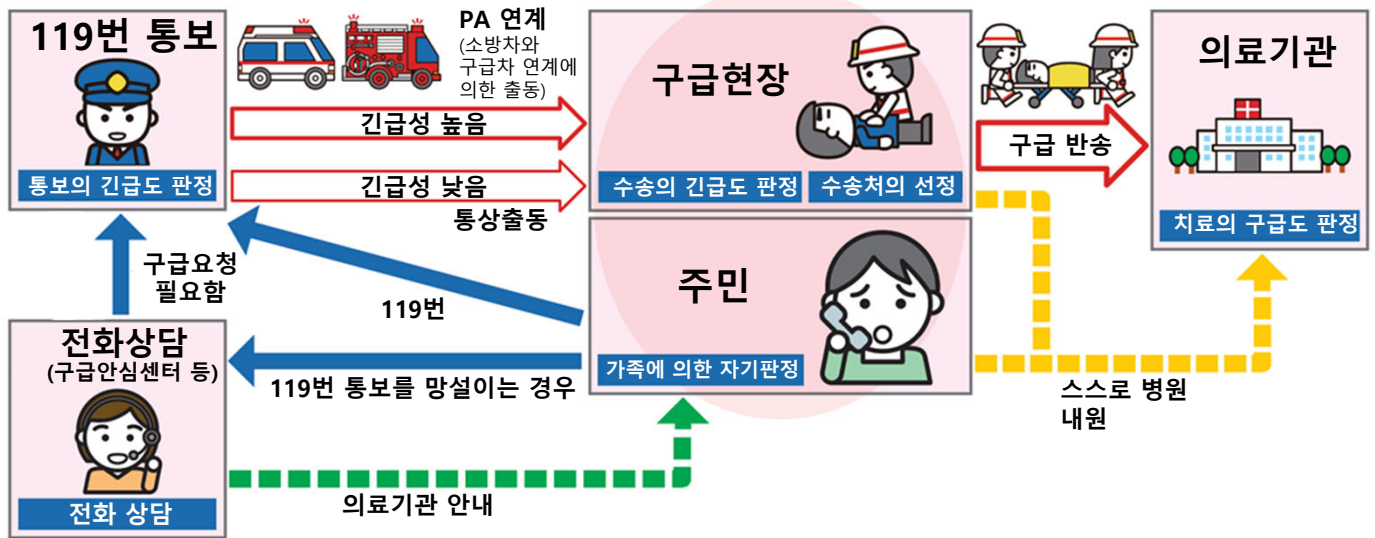 119번 통보
통보의 긴급도 판정
PA 연계
(소방차와
구급차 연계에
의한 출동)
긴급성 높음
긴급성 낮음
통상출동
구급현장
수송의 긴급도 판정
수송처의 선정
구급 반송
의료기관
치료의 구급도 판정
구급요청
필요함
119번
주민
가족에 의한 자기판정
전화상담
(구급안심센터 등)
전화 상담
119번 통보를 망설이는 경우
의료기관 안내
스스로 병원
내원